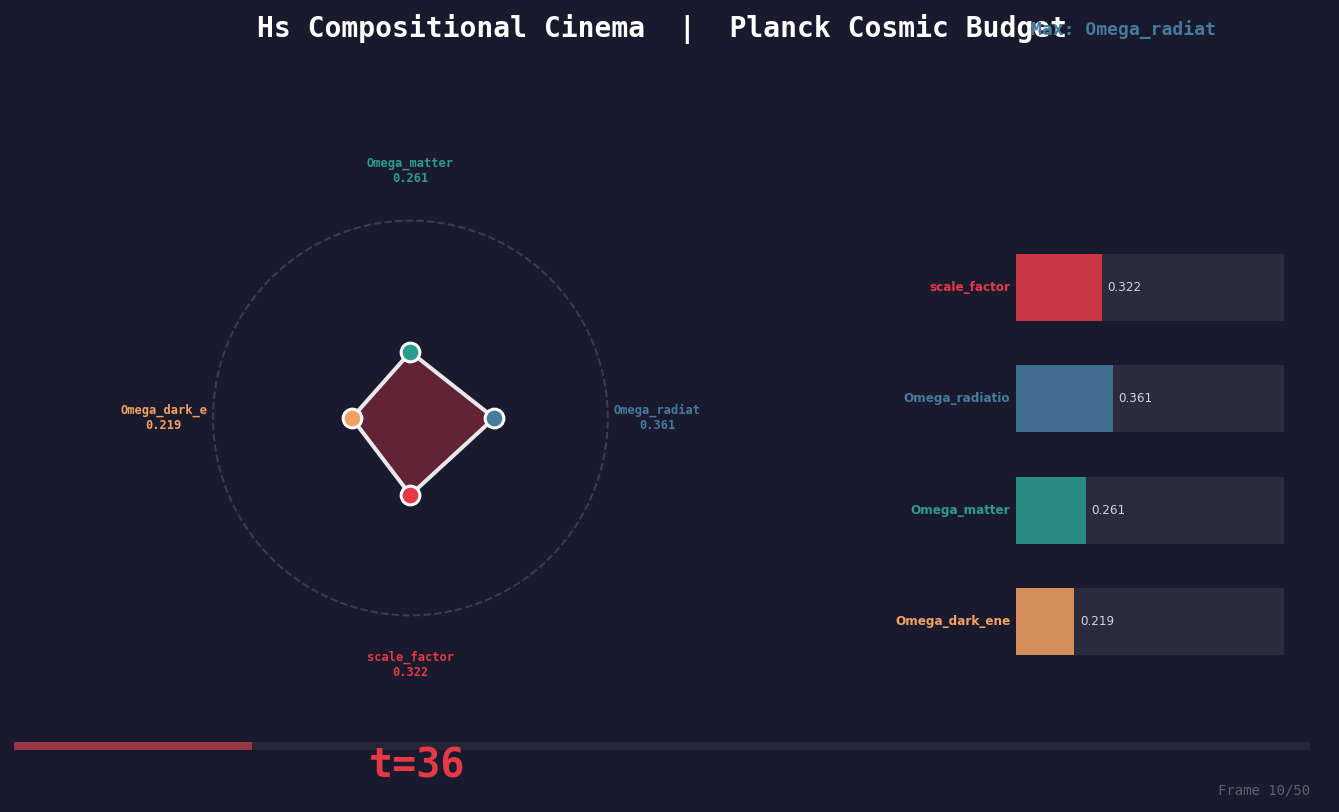 Hs Compositional Cinema | Planck Cosmic Budget
Max: Omega_radiat
Omega_matter
0.261
Omega_dark_e
0.219
Omega_radiat
0.361
scale_factor
0.322
scale_factor
0.322
Omega_radiatio
0.361
Omega_matter
0.261
Omega_dark_ene
0.219
t=36
Frame 10/50